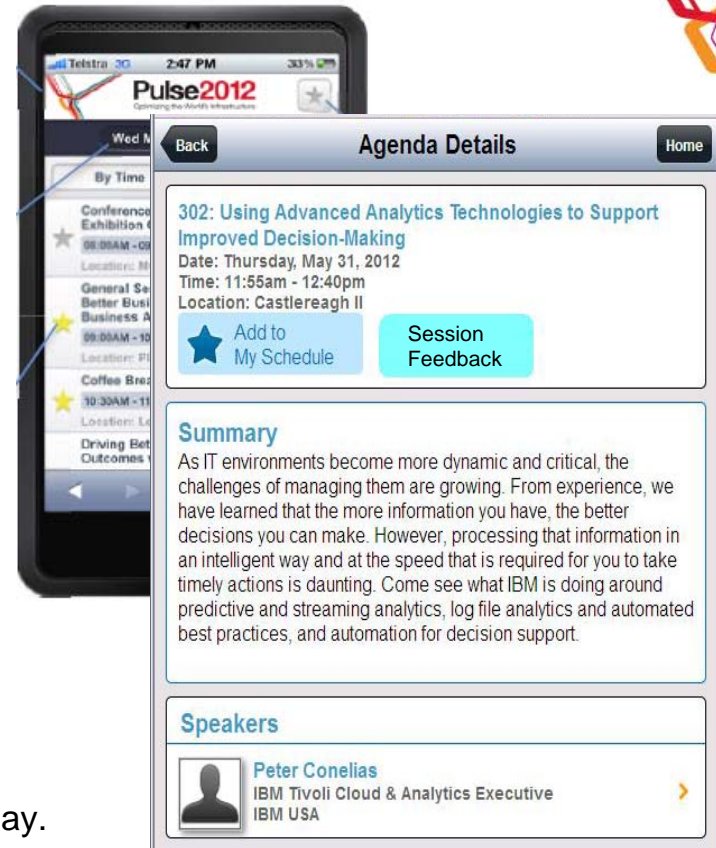 Telstra 3G 2:47 PM 33%
Pulse2012
Optimizing the World's Infrastructure
Wed M
By Time
Conference
Exhibition
08:00AM - 09
Location:
General Se
Better Busi
Business A
09:00AM - 10
Location: Pl
Coffee Brea
10:30AM - 11
Location: Le
Driving Bet
Outcomes
Back
Agenda Details
Home
302: Using Advanced Analytics Technologies to Support
Improved Decision-Making
Date: Thursday, May 31, 2012
Time: 11:55am - 12:40pm
Location: Castlereagh II
Add to
My Schedule
Session
Feedback
Summary
As IT environments become more dynamic and critical, the
challenges of managing them are growing. From experience, we
have learned that the more information you have, the better
decisions you can make. However, processing that information in
an intelligent way and at the speed that is required for you to take
timely actions is daunting. Come see what IBM is doing around
predictive and streaming analytics, log file analytics and automated
best practices, and automation for decision support.
Speakers
Peter Conelias
IBM Tivoli Cloud & Analytics Executive
IBM USA
ay.